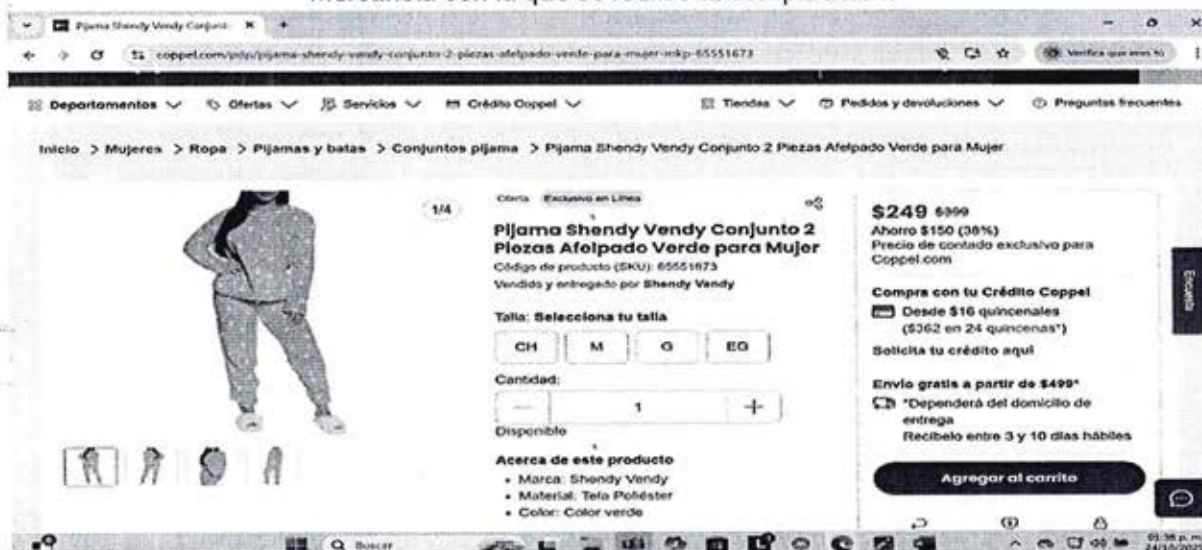 Pijama Shendy Vendy Conjunto
coppel.com/pdp/pijama-shendy-vendy-conjunto-2-piezas-afelpado-verde-para-mujer-mkp-65551673
Verifica que eres tú
Departamentos
Ofertas
Servicios
Crédito Coppel
Tiendas
Pedidos y devoluciones
Preguntas frecuentes
Inicio > Mujeres > Ropa > Pijamas y batas > Conjuntos pijama > Pijama Shendy Vendy Conjunto 2 Piezas Afelpado Verde para Mujer
1/4
Oferta Exclusivo en Línea
Pijama Shendy Vendy Conjunto 2
Piezas Afelpado Verde para Mujer
Código de producto (SKU): 65551673
Vendido y entregado por Shendy Vendy
Talla: Selecciona tu talla
CH M G EG
Cantidad:
1
Disponible
Acerca de este producto
• Marca: Shendy Vendy
• Material: Tela Poliéster
• Color: Color verde
$249 $399
Ahorro $150 (38%)
Precio de contado exclusivo para
Coppel.com
Compra con tu Crédito Coppel
Desde $16 quincenales
($362 en 24 quincenas*)
Solicita tu crédito aquí
Envío gratis a partir de $499*
*Dependerá del domicilio de
entrega
Recíbelo entre 3 y 10 días hábiles
Agregar al carrito
Encuesta
Buscar
01:36 p. m.